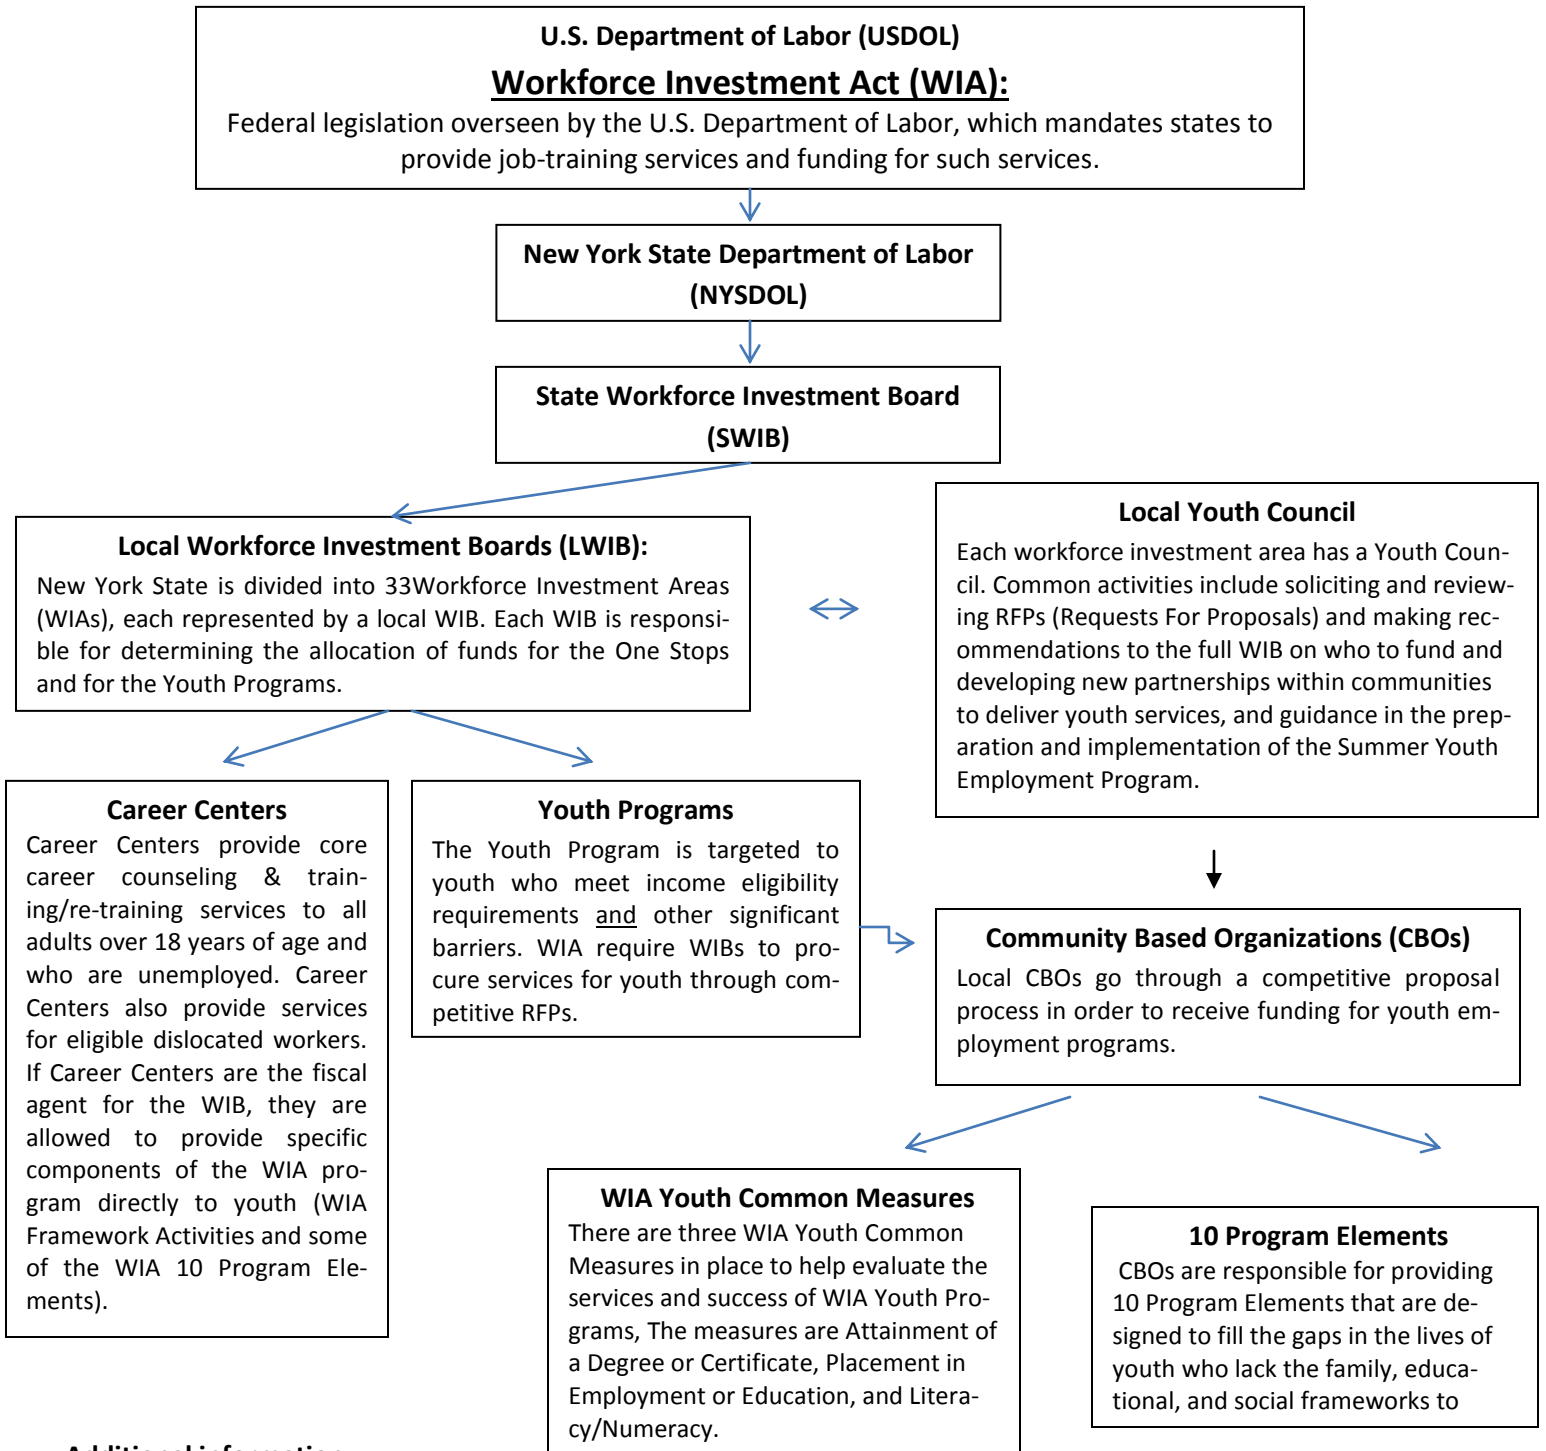 U.S. Department of Labor (USDOL)
Workforce Investment Act (WIA):
Federal legislation overseen by the U.S. Department of Labor, which mandates states to
provide job-training services and funding for such services.
New York State Department of Labor
(NYSDOL)
State Workforce Investment Board
(SWIB)
Local Workforce Investment Boards (LWIB):
New York State is divided into 33Workforce Investment Areas
(WIAs), each represented by a local WIB. Each WIB is responsi-
ble for determining the allocation of funds for the One Stops
and for the Youth Programs.
Local Youth Council
Each workforce investment area has a Youth Coun-
cil. Common activities include soliciting and review-
ing RFPs (Requests For Proposals) and making rec-
ommendations to the full WIB on who to fund and
developing new partnerships within communities
to deliver youth services, and guidance in the prep-
aration and implementation of the Summer Youth
Employment Program.
Career Centers
Career Centers provide core
career counseling & train-
ing/re-training services to all
adults over 18 years of age and
who are unemployed. Career
Centers also provide services
for eligible dislocated workers.
If Career Centers are the fiscal
agent for the WIB, they are
allowed to provide specific
components of the WIA pro-
gram directly to youth (WIA
Framework Activities and some
of the WIA 10 Program Ele-
ments).
Youth Programs
The Youth Program is targeted to
youth who meet income eligibility
requirements and other significant
barriers. WIA require WIBs to pro-
cure services for youth through com-
petitive RFPs.
Community Based Organizations (CBOs)
Local CBOs go through a competitive proposal
process in order to receive funding for youth em-
ployment programs.
WIA Youth Common Measures
There are three WIA Youth Common
Measures in place to help evaluate the
services and success of WIA Youth Pro-
grams, The measures are Attainment of
a Degree or Certificate, Placement in
Employment or Education, and Litera-
cy/Numeracy.
10 Program Elements
CBOs are responsible for providing
10 Program Elements that are de-
signed to fill the gaps in the lives of
youth who lack the family, educa-
tional, and social frameworks to
Additional information